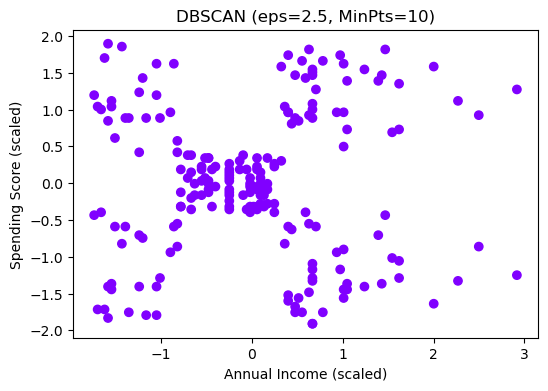 DBSCAN (eps=2.5, MinPts=10)
Spending Score (scaled)
2.0
1.5
1.0
0.5
0.0
−0.5
−1.0
−1.5
−2.0
−1 0 1 2 3
Annual Income (scaled)